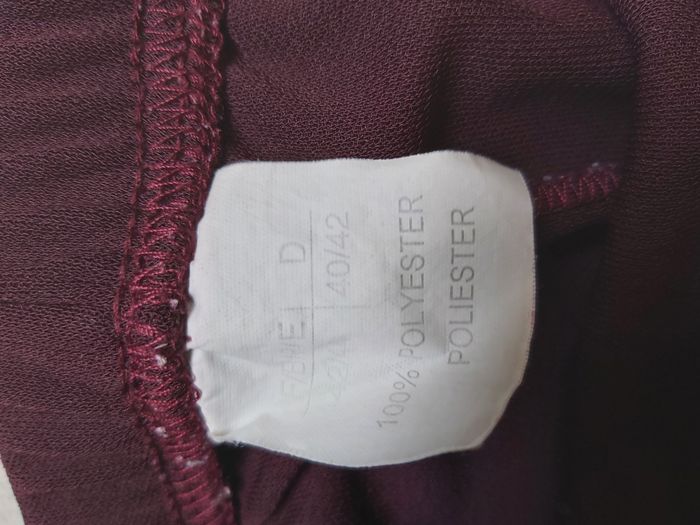 D
40/42
100% POLYESTER
POLIESTER